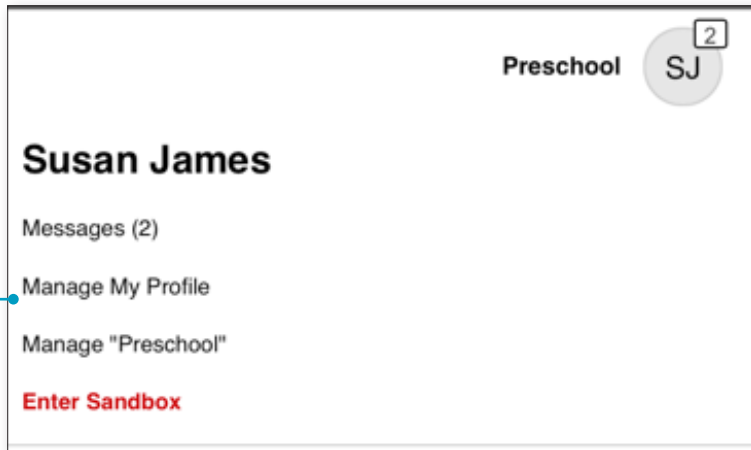 2
Preschool SJ
Susan James
Messages (2)
Manage My Profile
Manage "Preschool"
Enter Sandbox